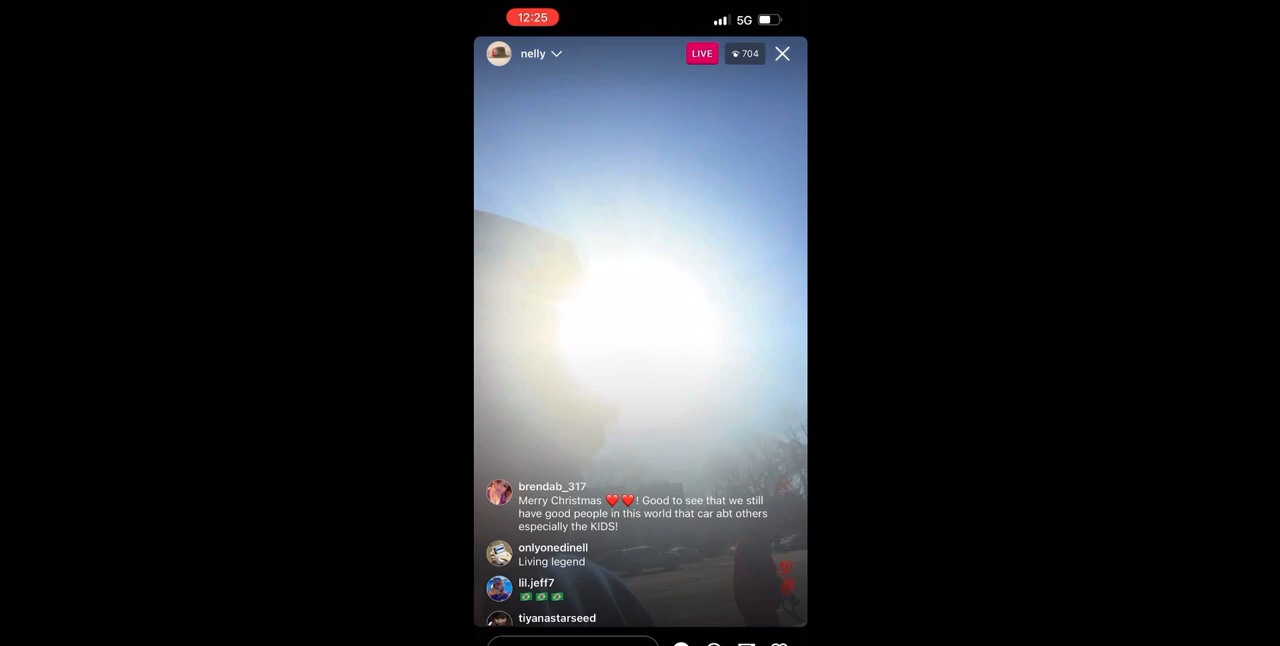 12:25
5G
nelly
LIVE
704
brendab_317
Merry Christmas ❤️❤️! Good to see that we still
have good people in this world that car abt others
especially the KIDS!
onlyonedinell
Living legend
lil.jeff7
🇧🇷 🇧🇷 🇧🇷
tiyanastarseed